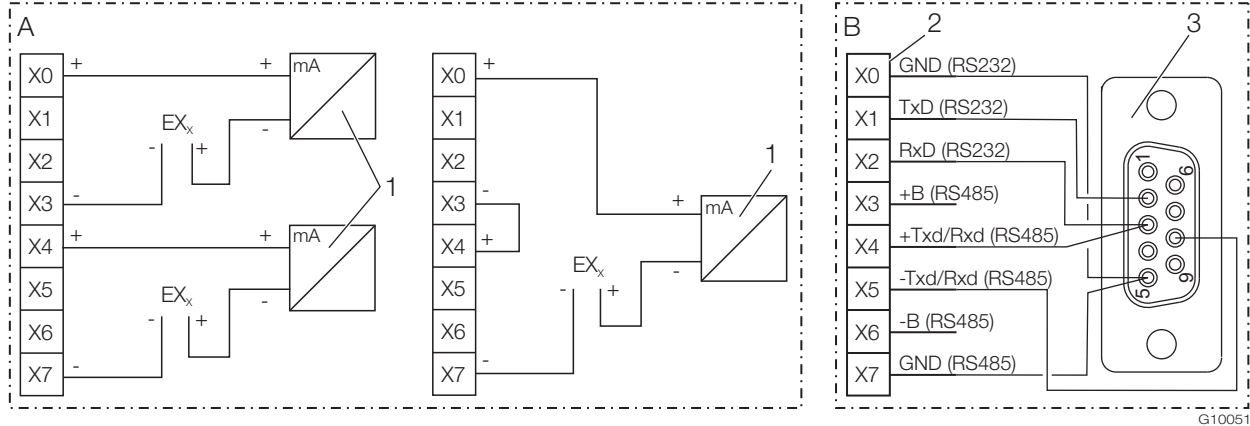 A
X0
X1
X2
X3
X4
X5
X6
X7
+
+
mA
EXx
-
+
-
-
1
+
+
mA
EXx
-
+
-
-
X0
X1
X2
X3
X4
X5
X6
X7
+
-
+
-
+
mA
1
EXx
-
+
-
B
2
3
X0 GND (RS232)
X1 TxD (RS232)
X2 RxD (RS232)
X3 +B (RS485)
X4 +Txd/Rxd (RS485)
X5 -Txd/Rxd (RS485)
X6 -B (RS485)
X7 GND (RS485)
1
6
5
9
G10051